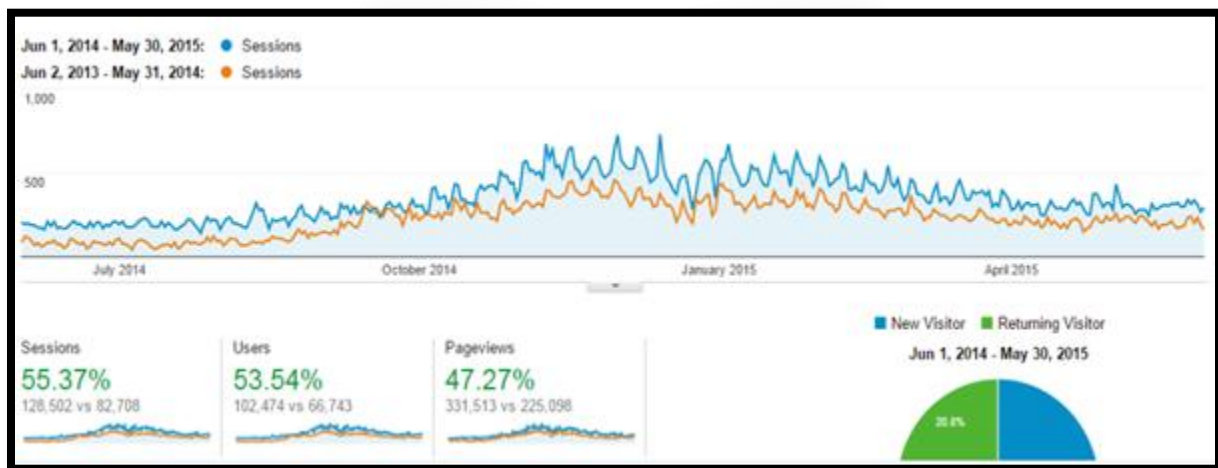 Jun 1, 2014 - May 30, 2015: Sessions
Jun 2, 2013 - May 31, 2014: Sessions
1,000
500
July 2014 October 2014 January 2015 April 2015
New Visitor Returning Visitor
Jun 1, 2014 - May 30, 2015
Sessions Users Pageviews
55.37% 53.54% 47.27%
128,502 vs 82,708 102,474 vs 66,743 331,513 vs 225,098
20.8%